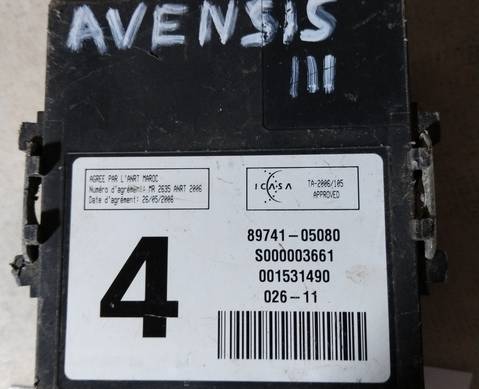 AVENSIS
III
AGREE PAR L'ANRT MAROC
Numéro d'agrément: MR 2635 ANRT 2006
Date d'agrément: 26/05/2006
ICASA
TA-2006/105
APPROVED
4
89741-05080
S000003661
001531490
026-11